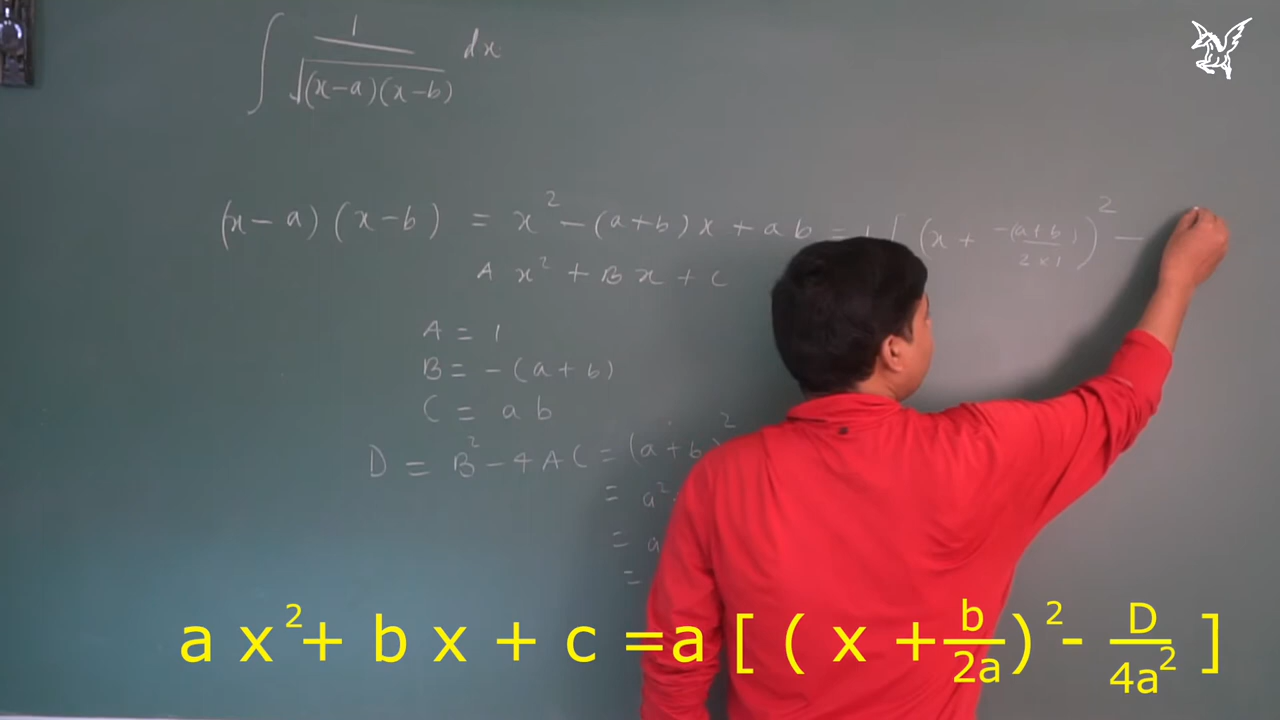 ∫ 1/√(x-a)(x-b) dx
(x-a)(x-b) = x² - (a+b)x + ab = 1[(x + -(a+b)/2×1)² -
A x² + B x + C
A = 1
B = -(a+b)
C = ab
D = B² - 4AC = (a+b)²
= a²
= a
=
a x² + b x + c = a [ ( x + b/2a )² - D/4a² ]